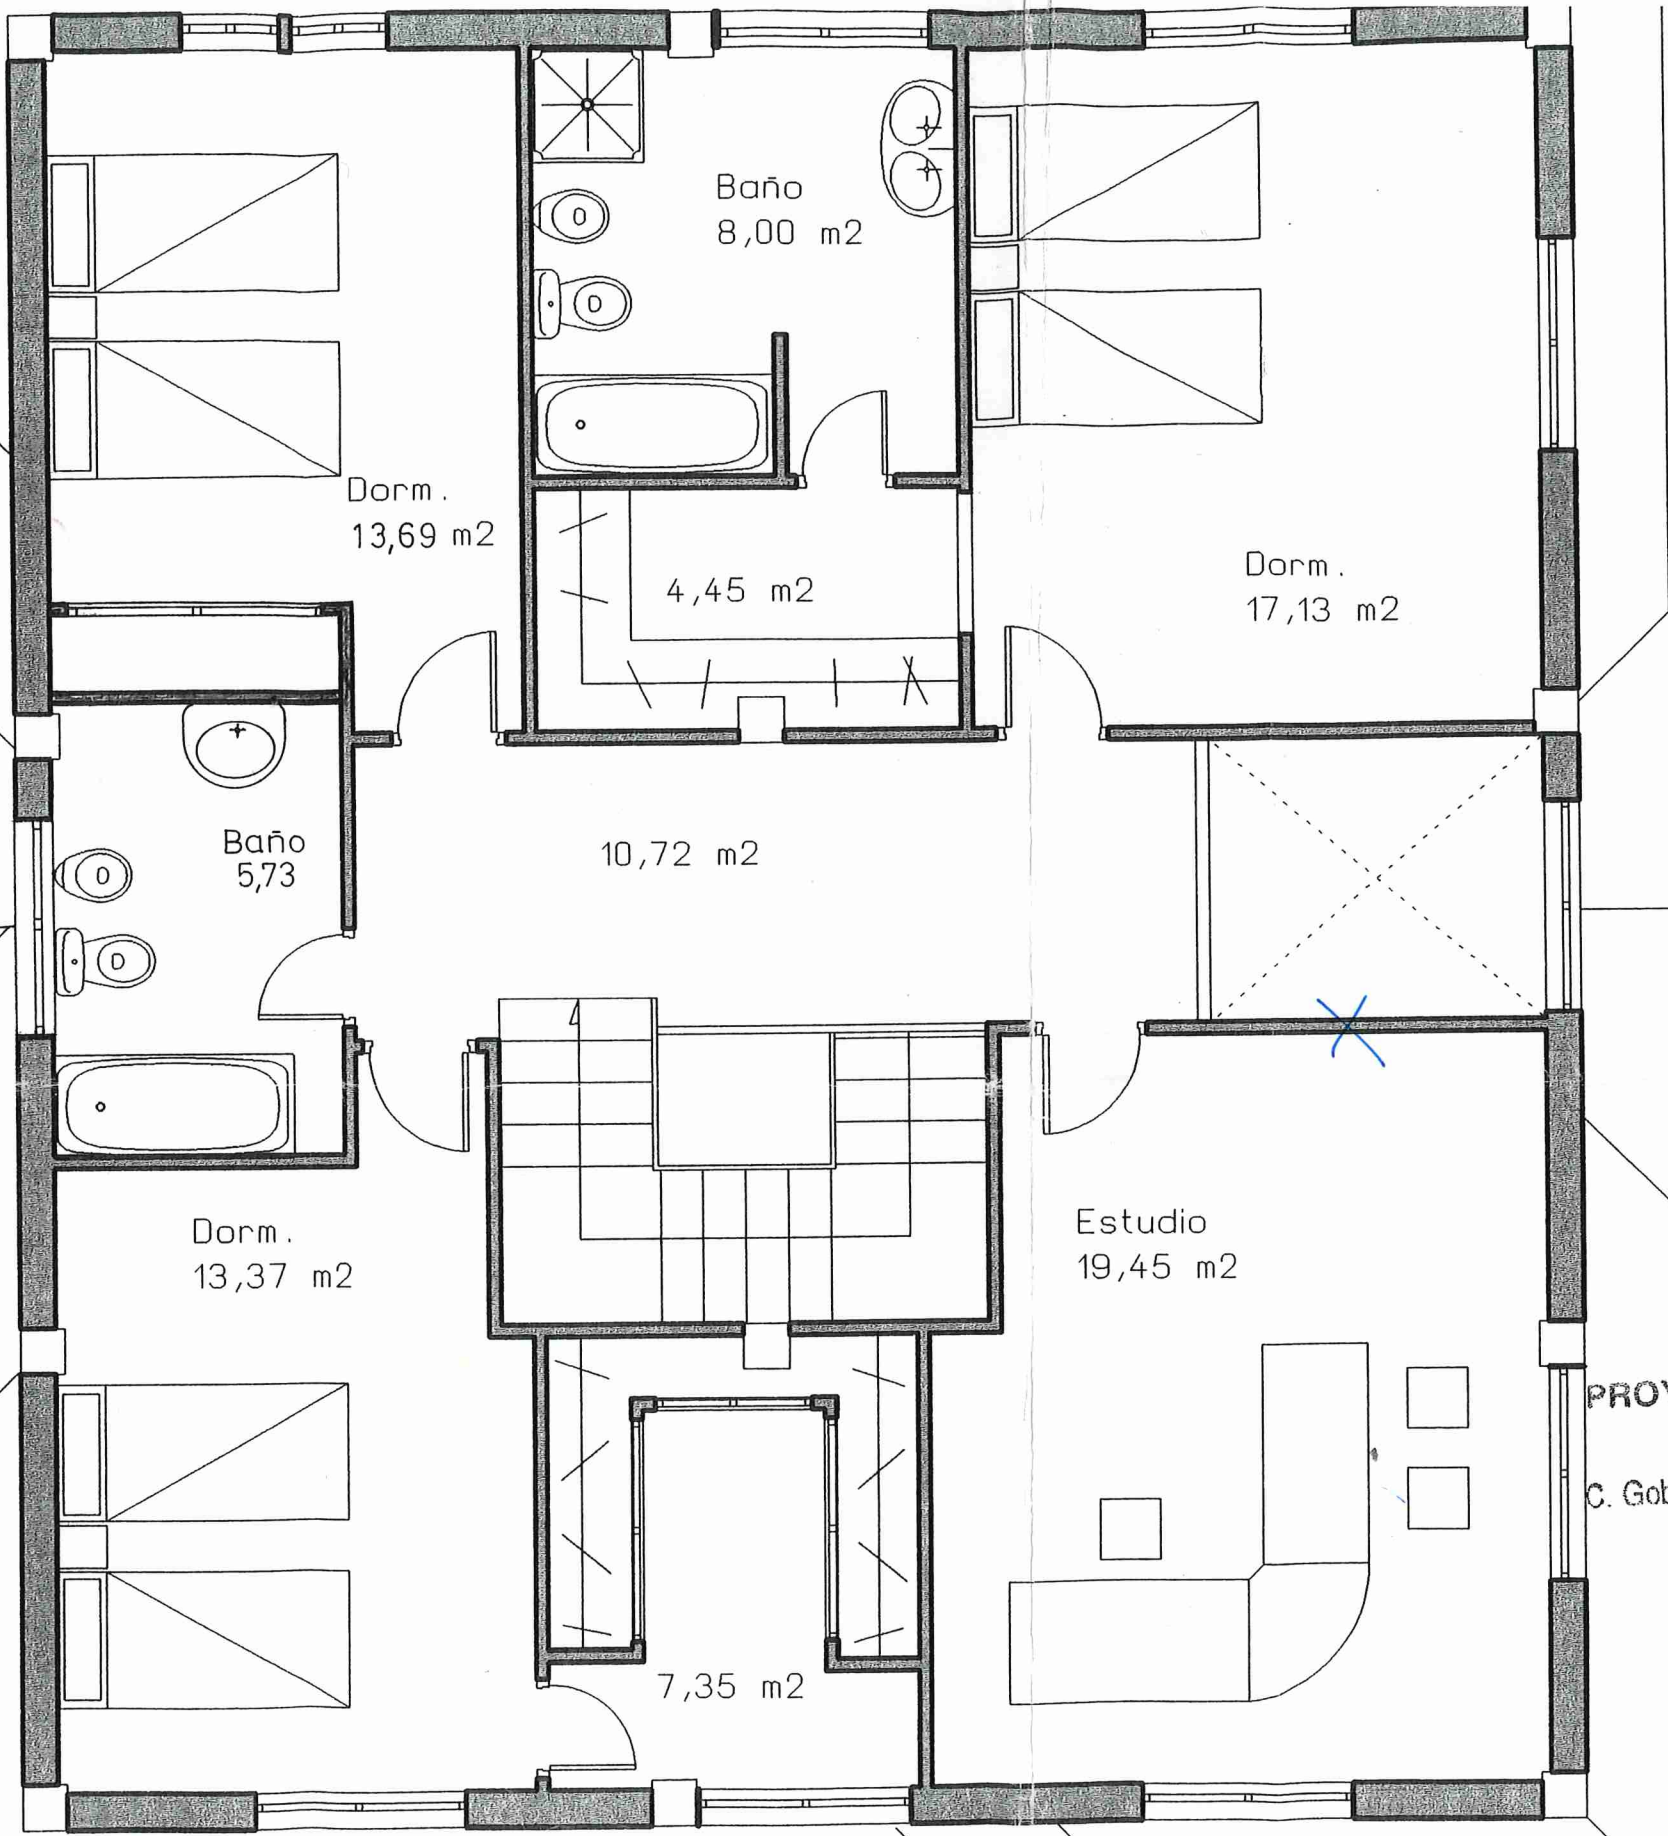 Baño
8,00 m2
Dorm.
13,69 m2
4,45 m2
Dorm.
17,13 m2
Baño
5,73
10,72 m2
Dorm.
13,37 m2
Estudio
19,45 m2
PROY
C. Gob
7,35 m2